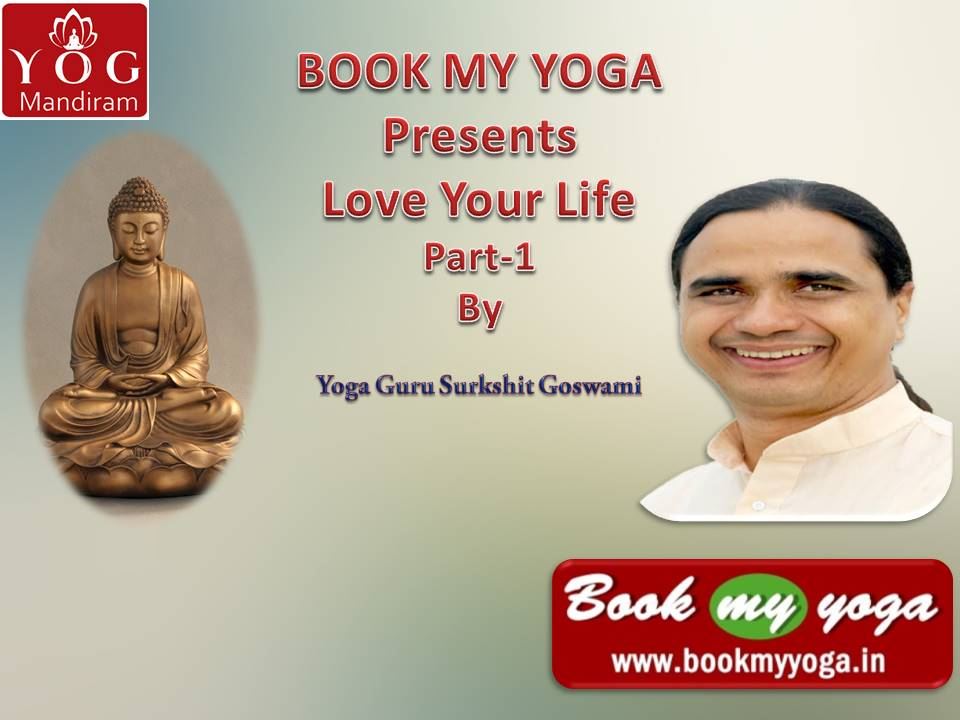 YOG
Mandiram
BOOK MY YOGA
Presents
Love Your Life
Part-1
By
Yoga Guru Surkshit Goswami
Book my yoga
www.bookmyyoga.in